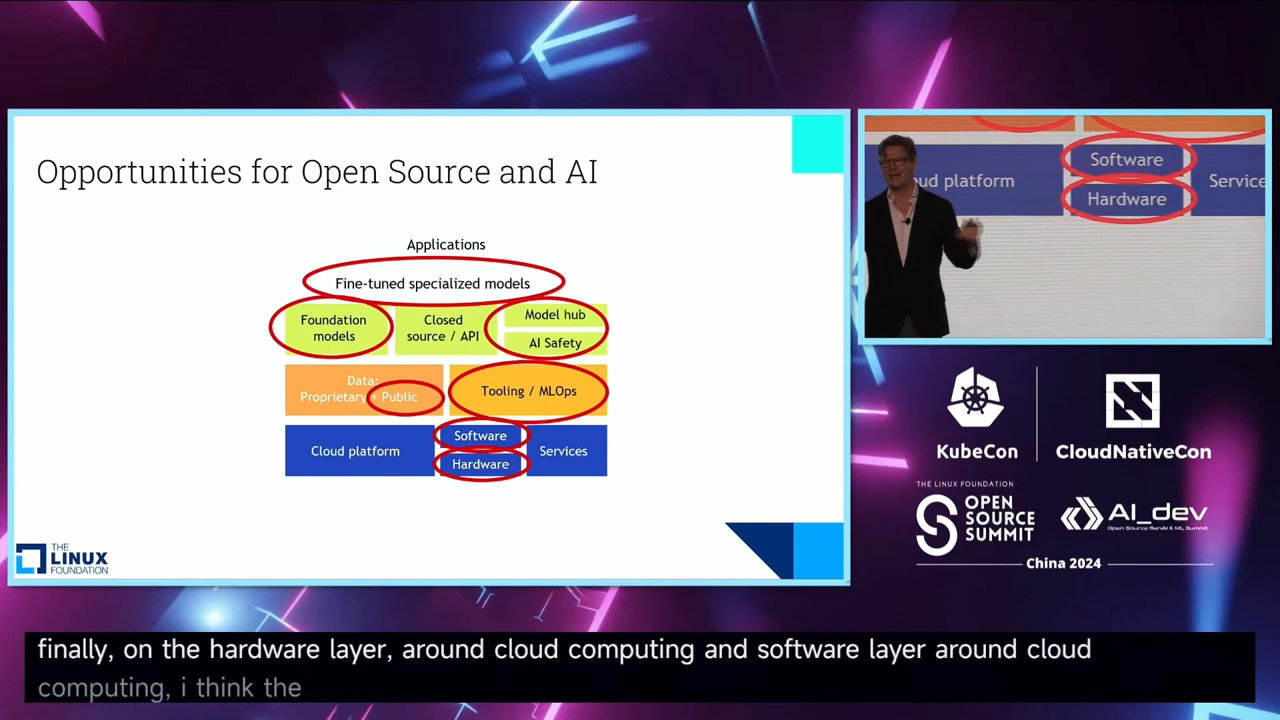 Opportunities for Open Source and AI
Applications
Fine-tuned specialized models
Foundation
models
Closed
source / API
Model hub
AI Safety
Data:
Proprietary + Public
Tooling / MLOps
Cloud platform
Software
Hardware
Services
THE
LINUX
FOUNDATION
oud platform
Software
Hardware
Service
KubeCon
CloudNativeCon
THE LINUX FOUNDATION
OPEN
SOURCE
SUMMIT
AI_dev
Open Source GenAI & ML Summit
China 2024
finally, on the hardware layer, around cloud computing and software layer around cloud
computing, i think the